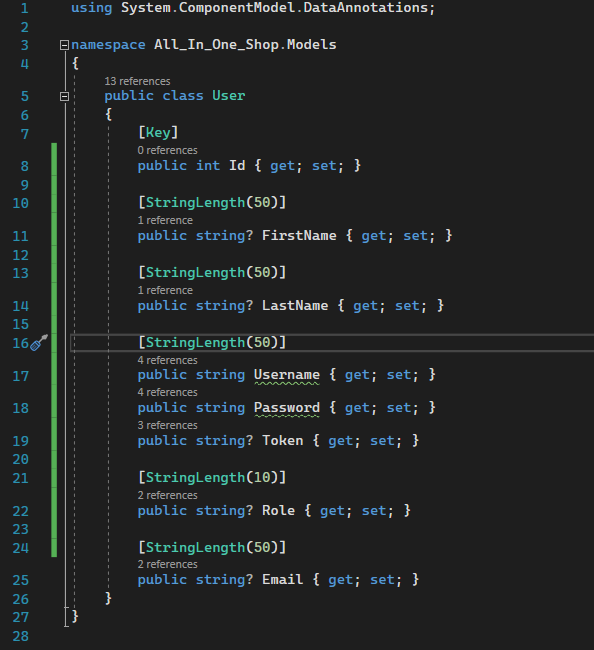 1 using System.ComponentModel.DataAnnotations;
2
3 namespace All_In_One_Shop.Models
4 {
13 references
5 public class User
6 {
7 [Key]
0 references
8 public int Id { get; set; }
9
10 [StringLength(50)]
1 reference
11 public string? FirstName { get; set; }
12
13 [StringLength(50)]
1 reference
14 public string? LastName { get; set; }
15
16 [StringLength(50)]
4 references
17 public string Username { get; set; }
4 references
18 public string Password { get; set; }
3 references
19 public string? Token { get; set; }
20
21 [StringLength(10)]
2 references
22 public string? Role { get; set; }
23
24 [StringLength(50)]
2 references
25 public string? Email { get; set; }
26 }
27 }
28